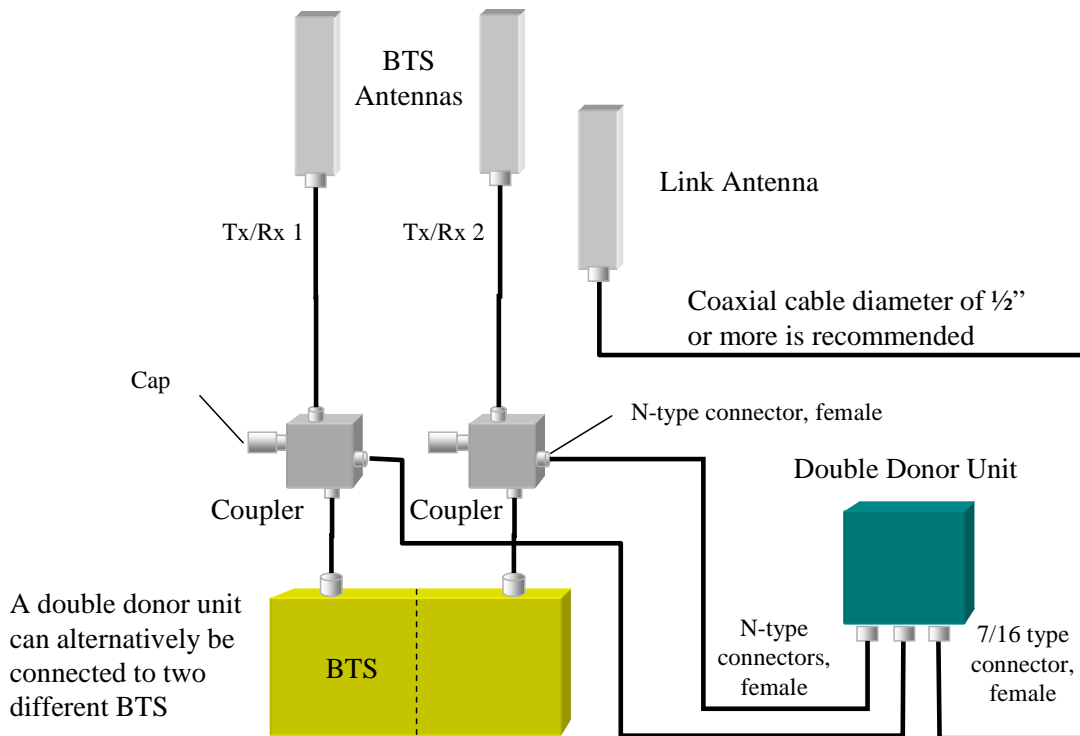 BTS
Antennas
Link Antenna
Tx/Rx 1
Tx/Rx 2
Coaxial cable diameter of ½”
or more is recommended
Cap
N-type connector, female
Double Donor Unit
Coupler
Coupler
A double donor unit
can alternatively be
connected to two
different BTS
BTS
N-type
connectors,
female
7/16 type
connector,
female